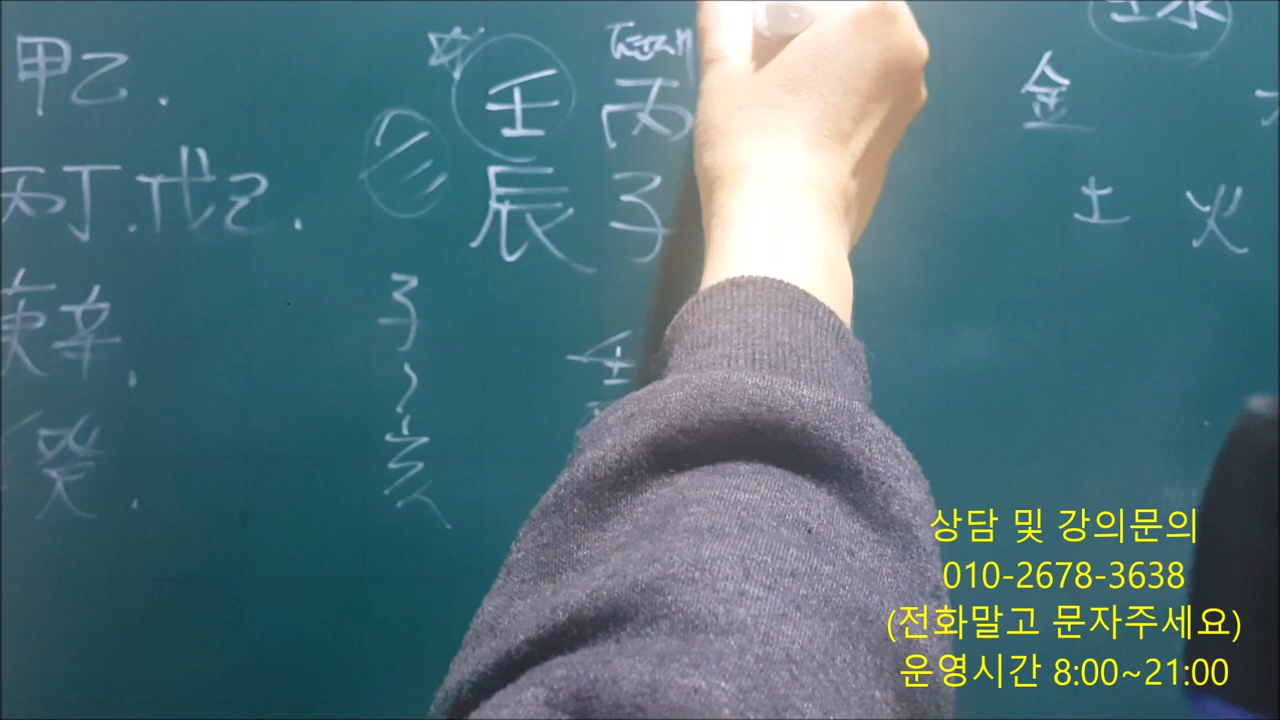 甲乙.
丙丁.戊己.
庚辛.
癸.
壬 丙
辰 子
子
~
亥
壬
金
土 火
상담 및 강의문의
010-2678-3638
(전화말고 문자주세요)
운영시간 8:00~21:00